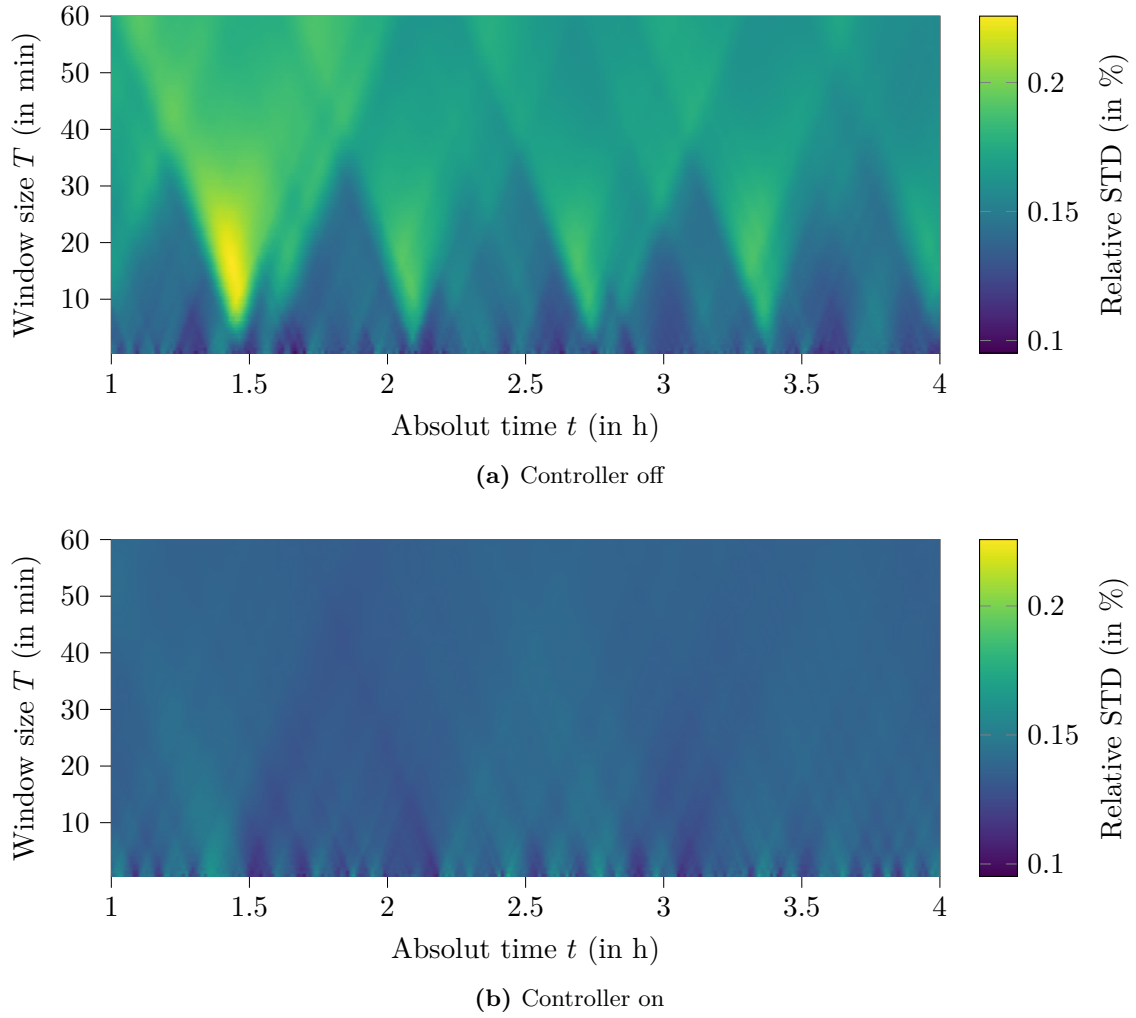 60
50
40
30
20
10
Window size T (in min)
1 1.5 2 2.5 3 3.5 4
Absolut time t (in h)
0.2
0.15
0.1
Relative STD (in %)
(a) Controller off
60
50
40
30
20
10
Window size T (in min)
1 1.5 2 2.5 3 3.5 4
Absolut time t (in h)
0.2
0.15
0.1
Relative STD (in %)
(b) Controller on